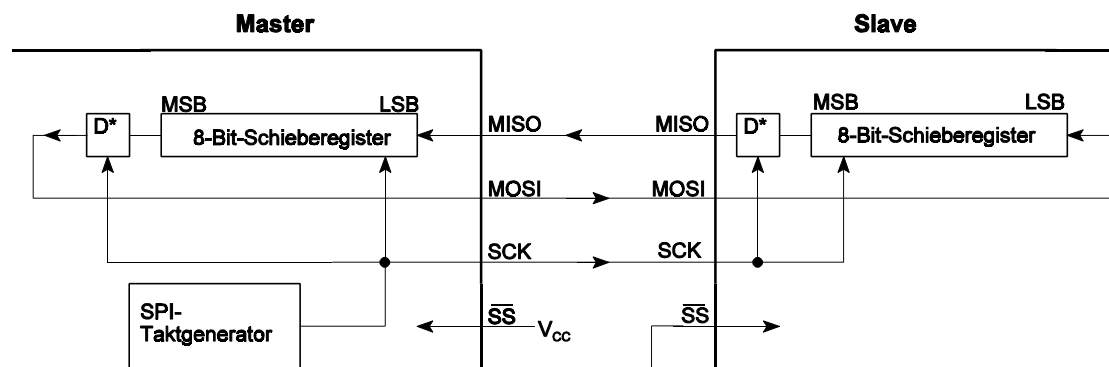 Master
Slave
MSB
LSB
D*
8-Bit-Schieberegister
MISO
MISO
D*
MSB
LSB
8-Bit-Schieberegister
MOSI
MOSI
SCK
SCK
SPI-
Taktgenerator
SS
VCC
SS